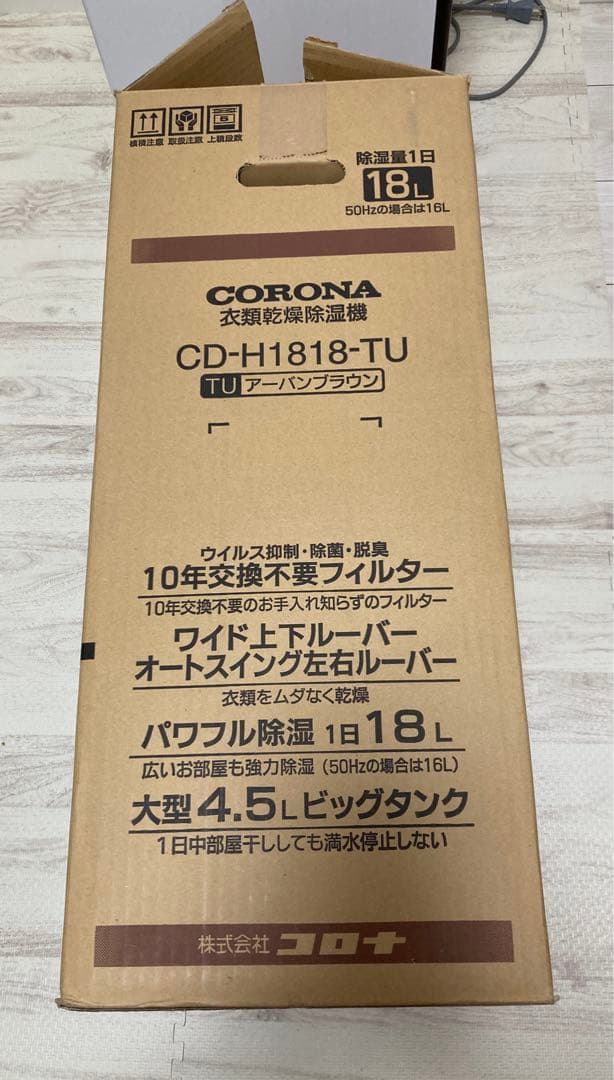 横積注意 取扱注意 上積段数
5
除湿量1日
18L
50Hzの場合は16L
CORONA
衣類乾燥除湿機
CD-H1818-TU
TU アーバンブラウン
ウイルス抑制・除菌・脱臭
10年交換不要フィルター
10年交換不要のお手入れ知らずのフィルター
ワイド上下ルーバー
オートスイング左右ルーバー
衣類をムダなく乾燥
パワフル除湿 1日18L
広いお部屋も強力除湿（50Hzの場合は16L）
大型4.5Lビッグタンク
1日中部屋干ししても満水停止しない
株式会社 コロナ